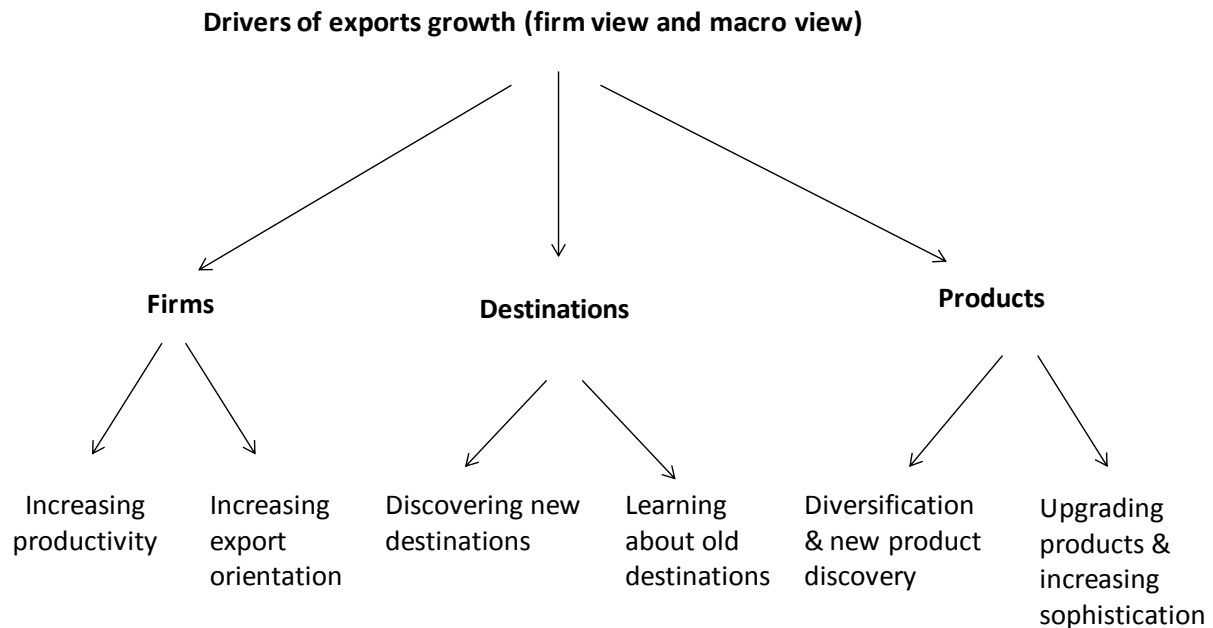 Drivers of exports growth (firm view and macro view)
Firms
Destinations
Products
Increasing
productivity
Increasing
export
orientation
Discovering new
destinations
Learning
about old
destinations
Diversification
& new product
discovery
Upgrading
products &
increasing
sophistication